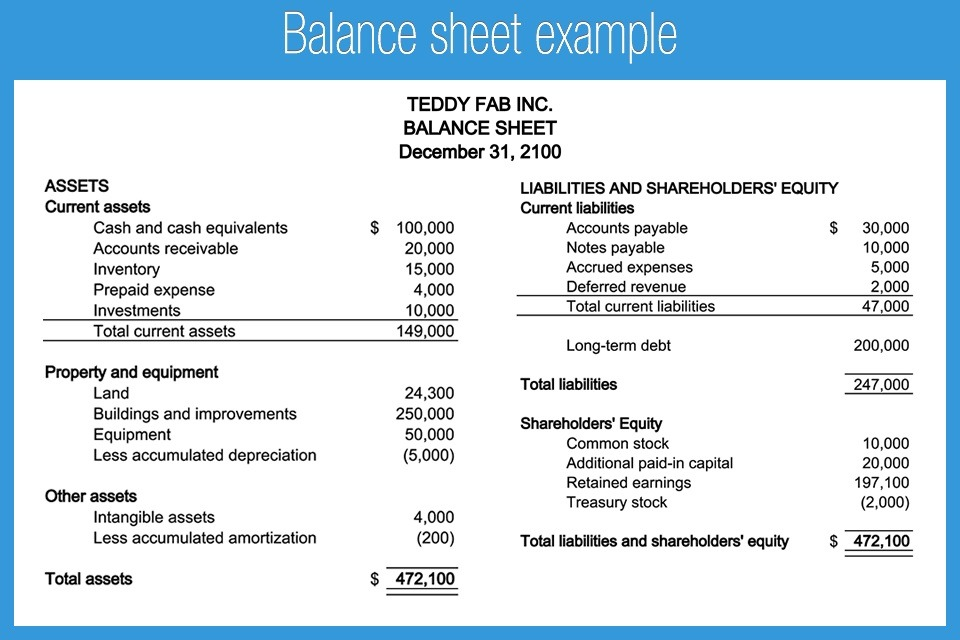 Balance sheet example
TEDDY FAB INC.
BALANCE SHEET
December 31, 2100
ASSETS
Current assets
Cash and cash equivalents $ 100,000
Accounts receivable 20,000
Inventory 15,000
Prepaid expense 4,000
Investments 10,000
Total current assets 149,000
Property and equipment
Land 24,300
Buildings and improvements 250,000
Equipment 50,000
Less accumulated depreciation (5,000)
Other assets
Intangible assets 4,000
Less accumulated amortization (200)
Total assets $ 472,100
LIABILITIES AND SHAREHOLDERS' EQUITY
Current liabilities
Accounts payable $ 30,000
Notes payable 10,000
Accrued expenses 5,000
Deferred revenue 2,000
Total current liabilities 47,000
Long-term debt 200,000
Total liabilities 247,000
Shareholders' Equity
Common stock 10,000
Additional paid-in capital 20,000
Retained earnings 197,100
Treasury stock (2,000)
Total liabilities and shareholders' equity $ 472,100